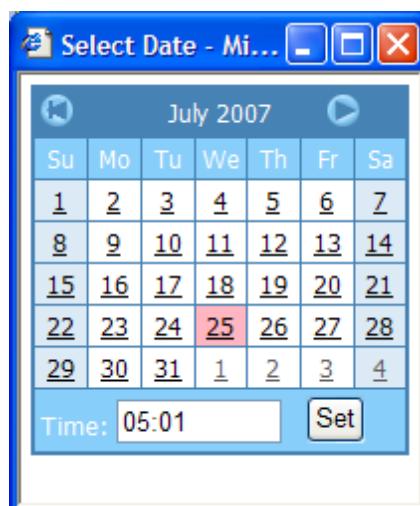 Select Date - Mi...
July 2007
Su Mo Tu We Th Fr Sa
1 2 3 4 5 6 7
8 9 10 11 12 13 14
15 16 17 18 19 20 21
22 23 24 25 26 27 28
29 30 31 1 2 3 4
Time: 05:01 Set